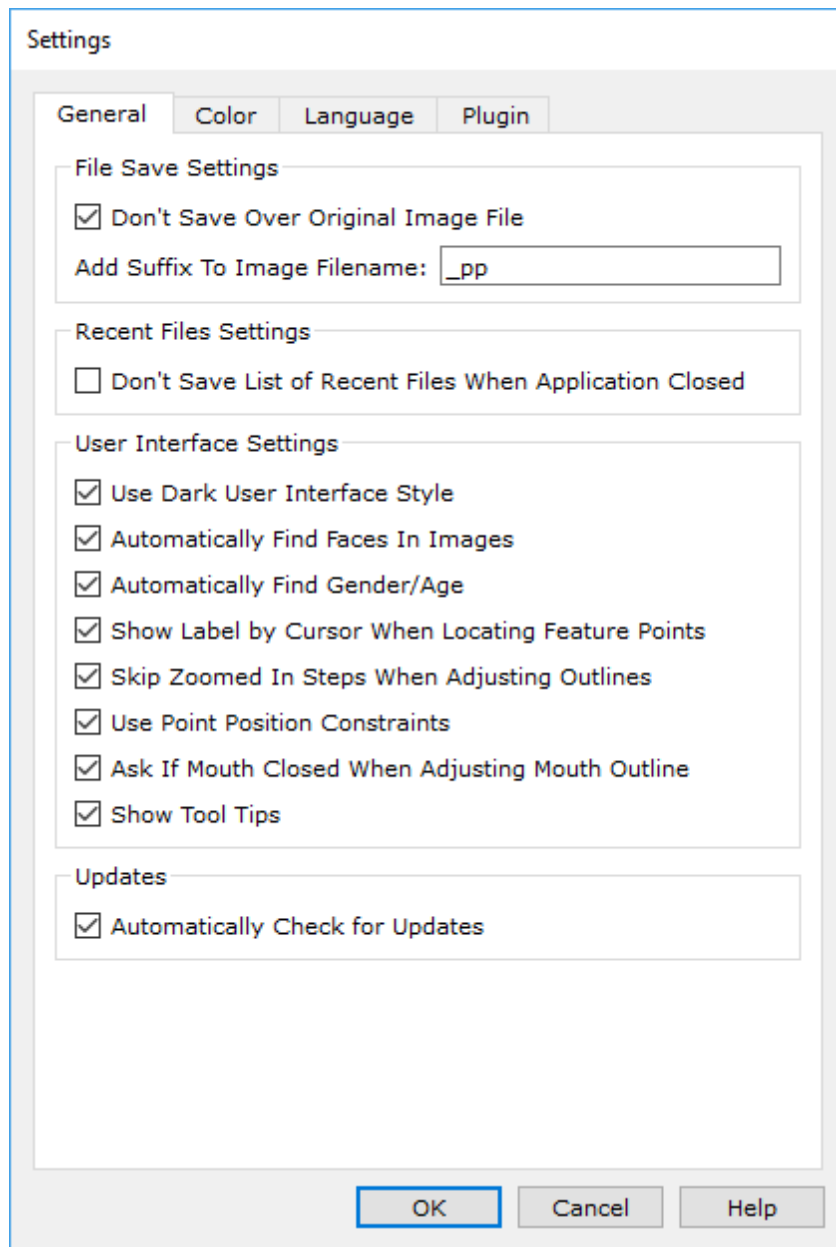 Settings
General Color Language Plugin
File Save Settings
Don't Save Over Original Image File
Add Suffix To Image Filename: _pp
Recent Files Settings
Don't Save List of Recent Files When Application Closed
User Interface Settings
Use Dark User Interface Style
Automatically Find Faces In Images
Automatically Find Gender/Age
Show Label by Cursor When Locating Feature Points
Skip Zoomed In Steps When Adjusting Outlines
Use Point Position Constraints
Ask If Mouth Closed When Adjusting Mouth Outline
Show Tool Tips
Updates
Automatically Check for Updates
OK Cancel Help